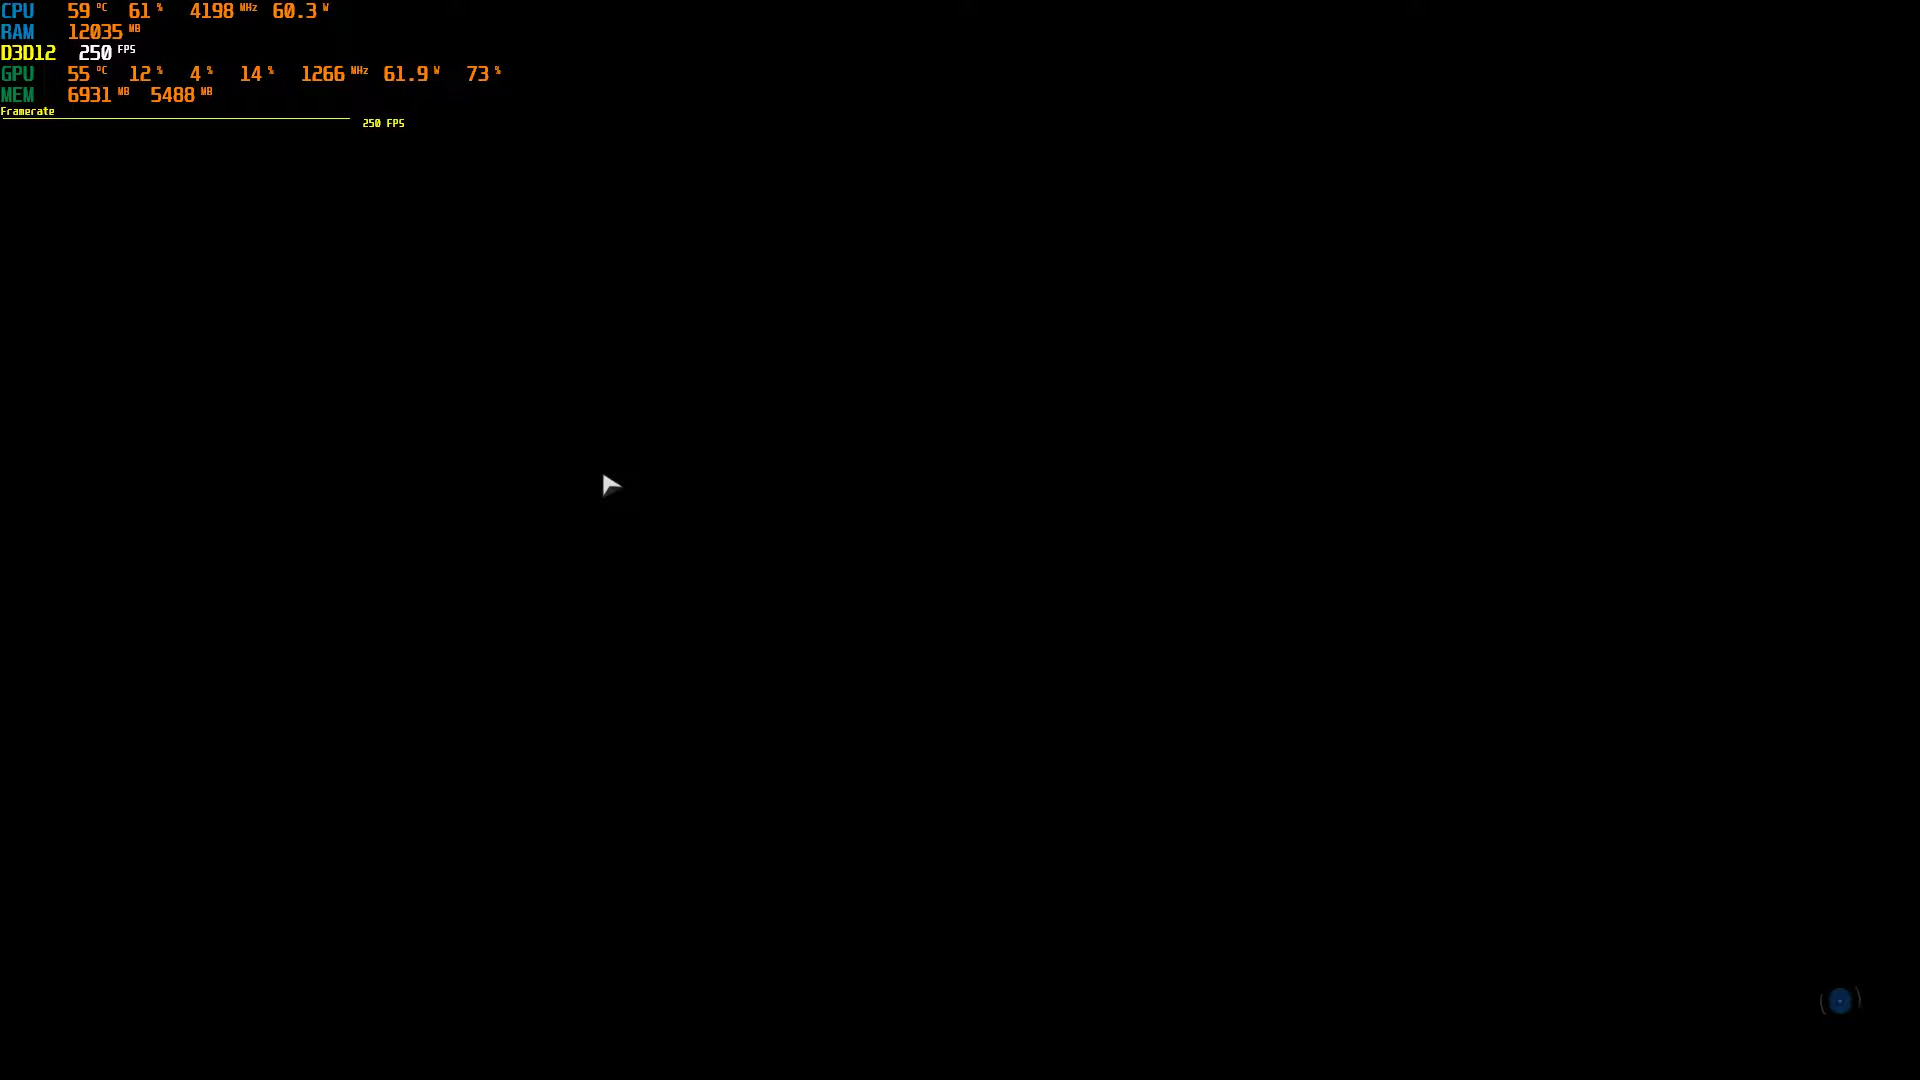 CPU 59 °C 61 % 4198 MHz 60.3 W
RAM 12035 MB
D3D12 250 FPS
GPU 55 °C 12 % 4 % 14 % 1266 MHz 61.9 W 73 %
MEM 6931 MB 5488 MB
Framerate
250 FPS